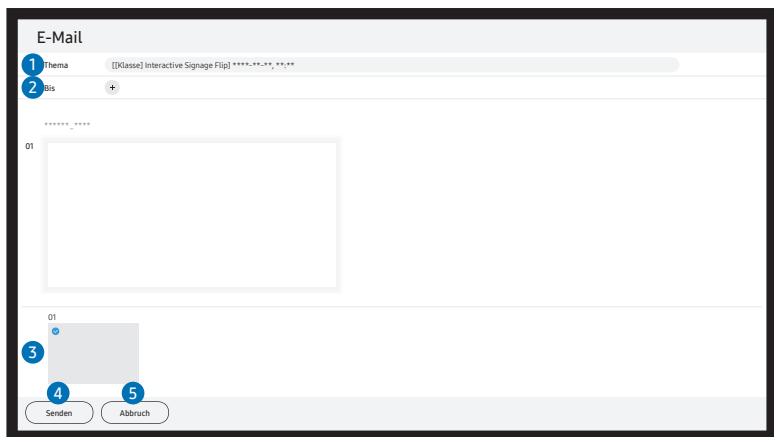 E-Mail
1 Thema [[Klasse] Interactive Signage Flip] ****-**-**, **:**
2 Bis +
******_****
01
01
3
4 5
Senden Abbruch